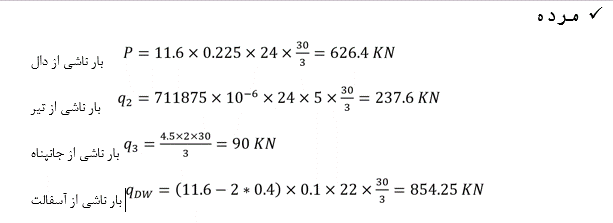 ✓ مرده
بار ناشی از دال P = 11.6 × 0.225 × 24 × 30/3 = 626.4 KN
بار ناشی از تیر q₂ = 711875 × 10⁻⁶ × 24 × 5 × 30/3 = 237.6 KN
بار ناشی از جانپناه q₃ = 4.5×2×30/3 = 90 KN
بار ناشی از آسفالت q_DW = (11.6 − 2 * 0.4) × 0.1 × 22 × 30/3 = 854.25 KN